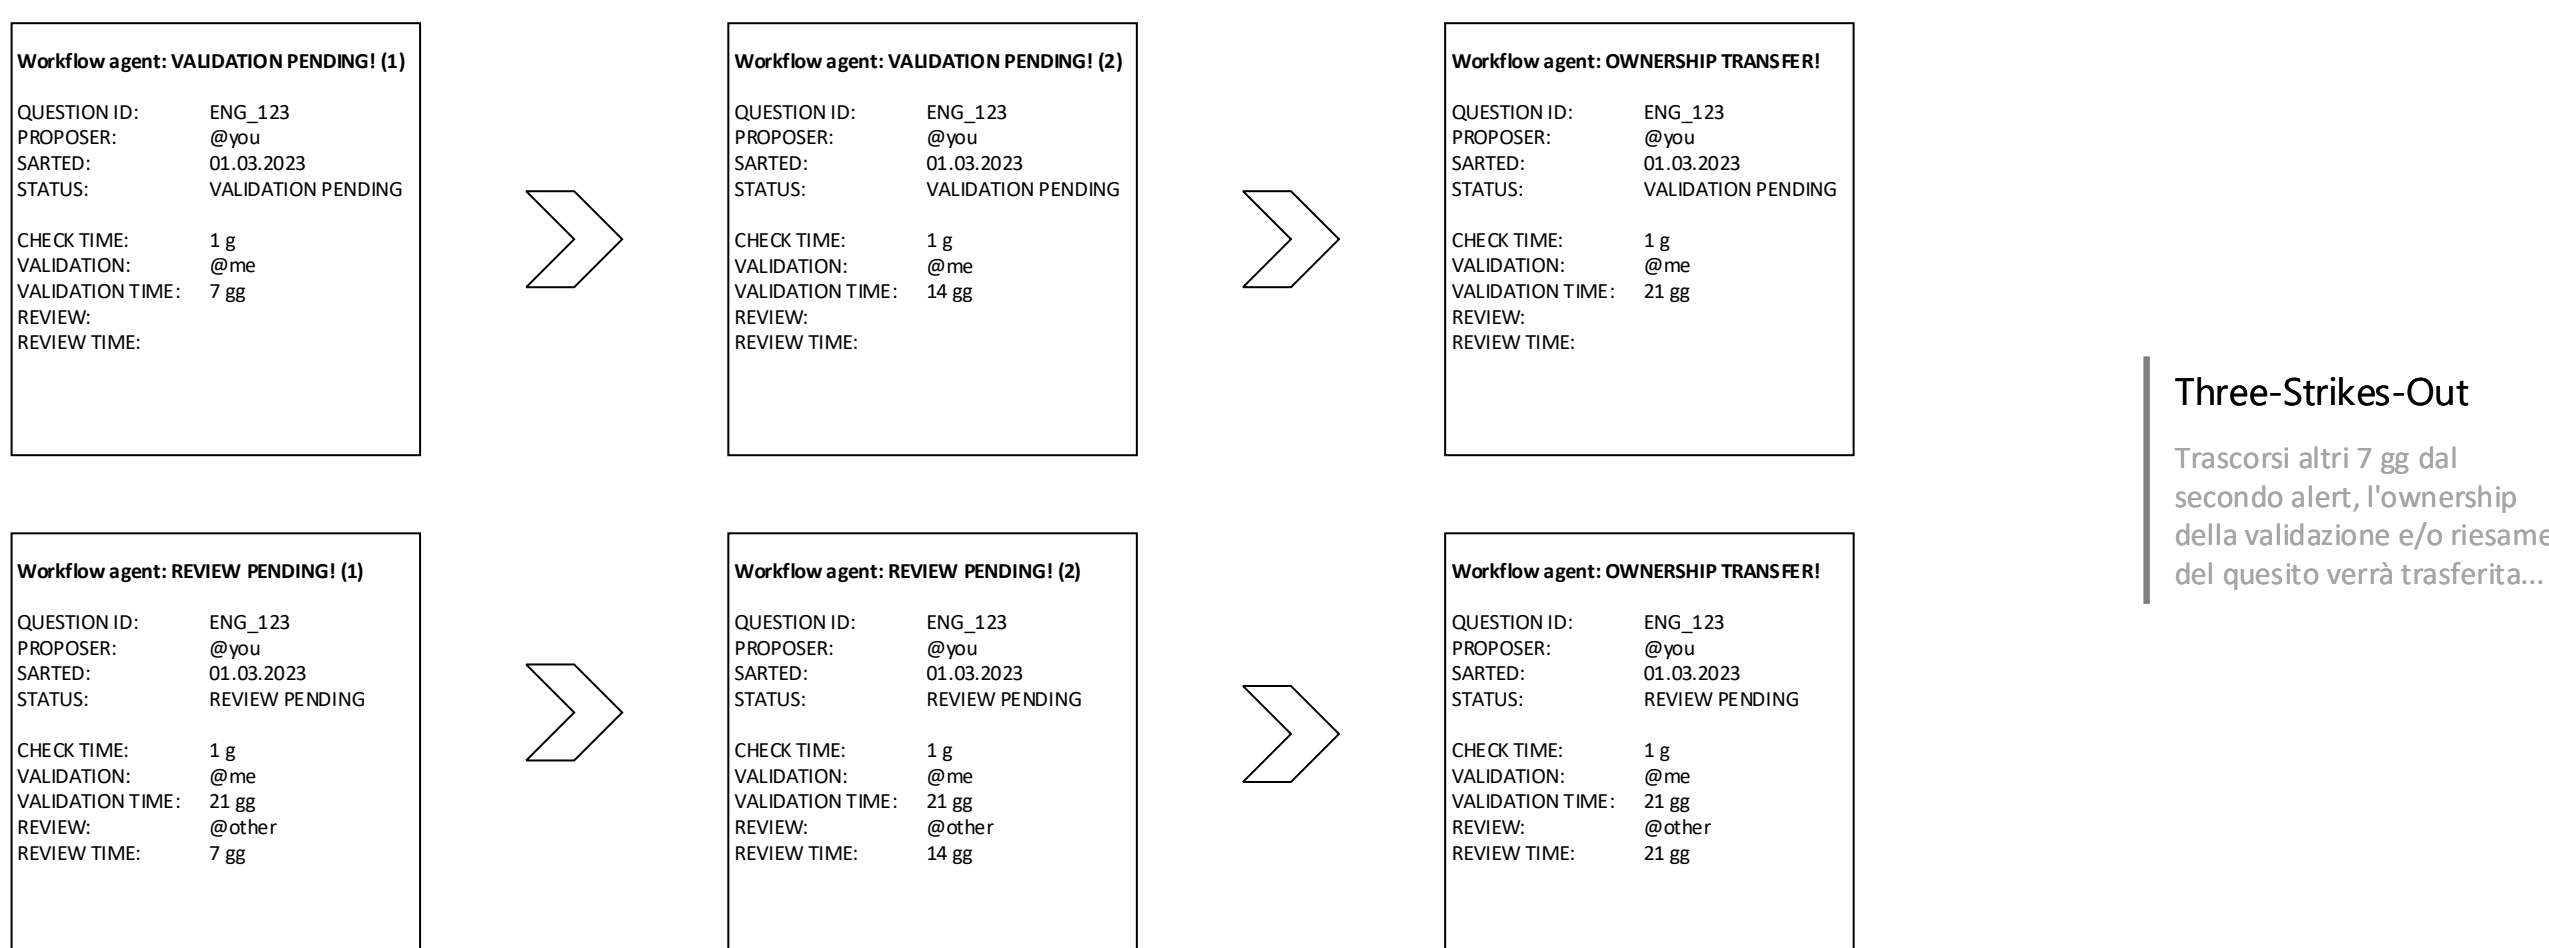 Workflow agent: VALIDATION PENDING! (1)
QUESTION ID: ENG_123
PROPOSER: @you
SARTED: 01.03.2023
STATUS: VALIDATION PENDING
CHECK TIME: 1 g
VALIDATION: @me
VALIDATION TIME: 7 gg
REVIEW:
REVIEW TIME:
Workflow agent: VALIDATION PENDING! (2)
QUESTION ID: ENG_123
PROPOSER: @you
SARTED: 01.03.2023
STATUS: VALIDATION PENDING
CHECK TIME: 1 g
VALIDATION: @me
VALIDATION TIME: 14 gg
REVIEW:
REVIEW TIME:
Workflow agent: OWNERSHIP TRANSFER!
QUESTION ID: ENG_123
PROPOSER: @you
SARTED: 01.03.2023
STATUS: VALIDATION PENDING
CHECK TIME: 1 g
VALIDATION: @me
VALIDATION TIME: 21 gg
REVIEW:
REVIEW TIME:
Three-Strikes-Out
Trascorsi altri 7 gg dal
secondo alert, l'ownership
della validazione e/o riesame
del quesito verrà trasferita...
Workflow agent: REVIEW PENDING! (1)
QUESTION ID: ENG_123
PROPOSER: @you
SARTED: 01.03.2023
STATUS: REVIEW PENDING
CHECK TIME: 1 g
VALIDATION: @me
VALIDATION TIME: 21 gg
REVIEW: @other
REVIEW TIME: 7 gg
Workflow agent: REVIEW PENDING! (2)
QUESTION ID: ENG_123
PROPOSER: @you
SARTED: 01.03.2023
STATUS: REVIEW PENDING
CHECK TIME: 1 g
VALIDATION: @me
VALIDATION TIME: 21 gg
REVIEW: @other
REVIEW TIME: 14 gg
Workflow agent: OWNERSHIP TRANSFER!
QUESTION ID: ENG_123
PROPOSER: @you
SARTED: 01.03.2023
STATUS: REVIEW PENDING
CHECK TIME: 1 g
VALIDATION: @me
VALIDATION TIME: 21 gg
REVIEW: @other
REVIEW TIME: 21 gg